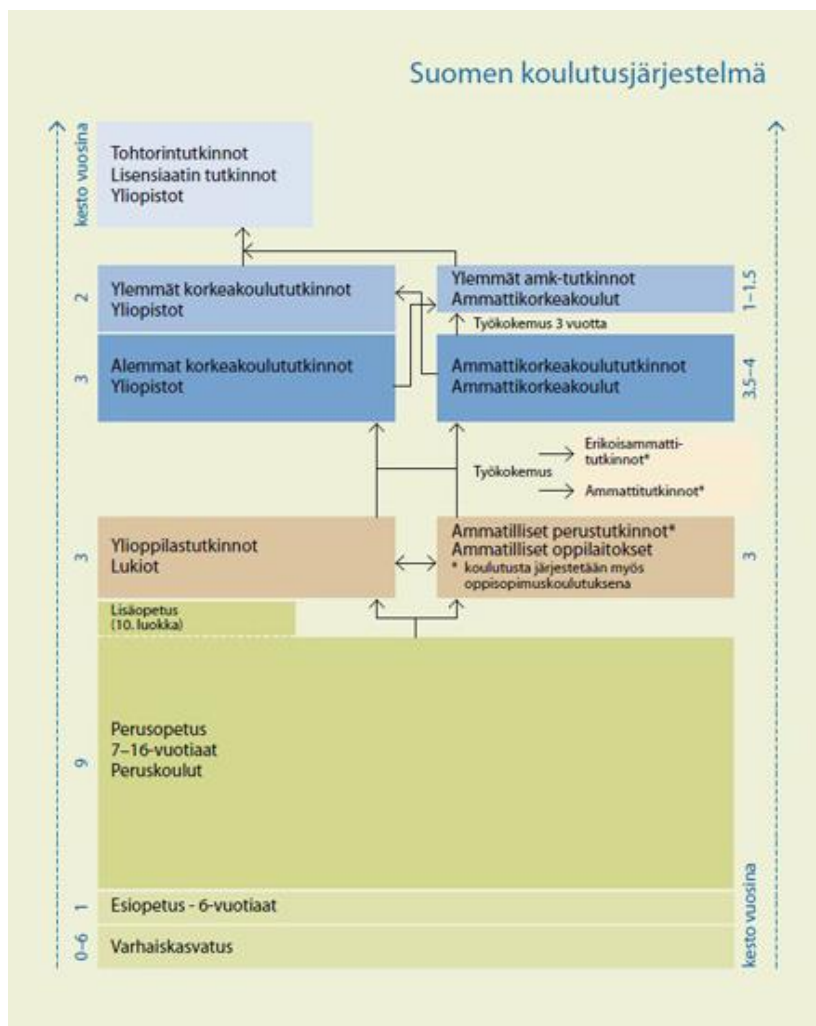 Suomen koulutusjärjestelmä
kesto vuosina
Tohtorintutkinnot
Lisensiaatin tutkinnot
Yliopistot
2
Ylemmät korkeakoulututkinnot
Yliopistot
Ylemmät amk-tutkinnot
Ammattikorkeakoulut
1–1.5
Työkokemus 3 vuotta
3
Alemmat korkeakoulututkinnot
Yliopistot
Ammattikorkeakoulututkinnot
Ammattikorkeakoulut
3.5–4
Työkokemus
Erikoisammatti-
tutkinnot*
Ammattitutkinnot*
3
Ylioppilastutkinnot
Lukiot
Ammatilliset perustutkinnot*
Ammatilliset oppilaitokset
* koulutusta järjestetään myös
oppisopimuskoulutuksena
3
Lisäopetus
(10. luokka)
9
Perusopetus
7–16-vuotiaat
Peruskoulut
1
Esiopetus - 6-vuotiaat
0–6
Varhaiskasvatus
kesto vuosina